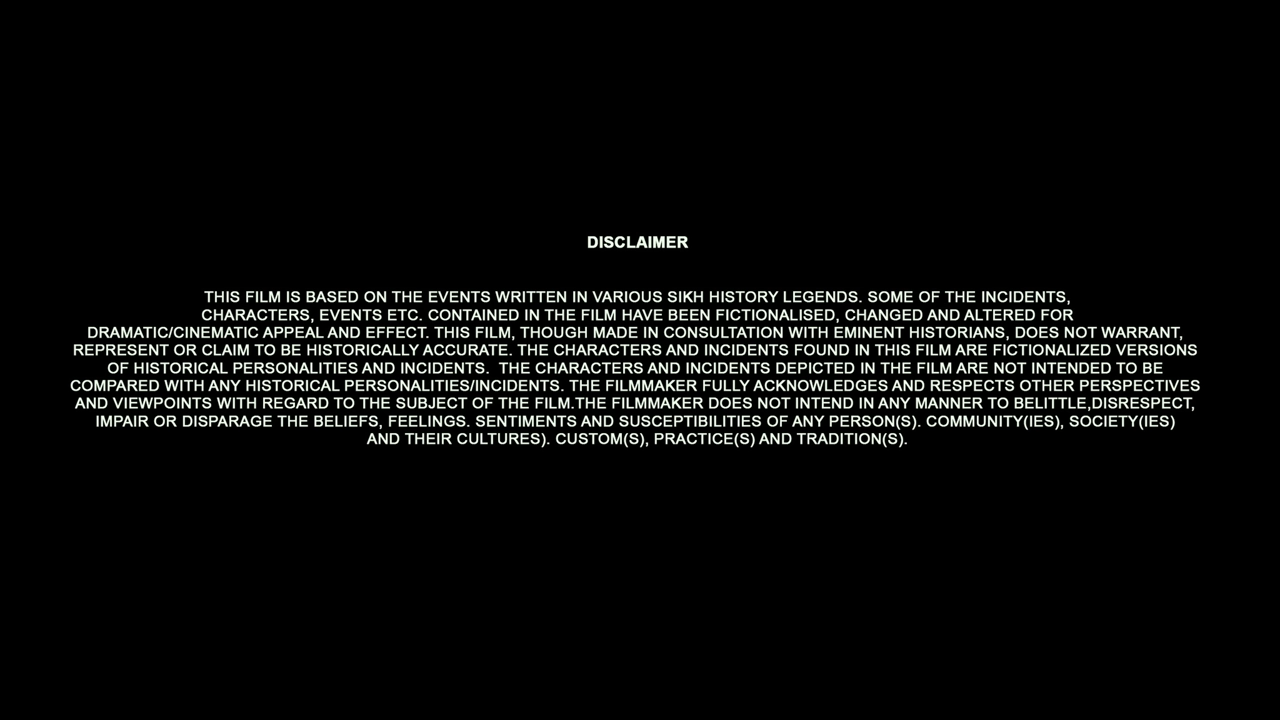 DISCLAIMER
THIS FILM IS BASED ON THE EVENTS WRITTEN IN VARIOUS SIKH HISTORY LEGENDS. SOME OF THE INCIDENTS,
CHARACTERS, EVENTS ETC. CONTAINED IN THE FILM HAVE BEEN FICTIONALISED, CHANGED AND ALTERED FOR
DRAMATIC/CINEMATIC APPEAL AND EFFECT. THIS FILM, THOUGH MADE IN CONSULTATION WITH EMINENT HISTORIANS, DOES NOT WARRANT,
REPRESENT OR CLAIM TO BE HISTORICALLY ACCURATE. THE CHARACTERS AND INCIDENTS FOUND IN THIS FILM ARE FICTIONALIZED VERSIONS
OF HISTORICAL PERSONALITIES AND INCIDENTS.  THE CHARACTERS AND INCIDENTS DEPICTED IN THE FILM ARE NOT INTENDED TO BE
COMPARED WITH ANY HISTORICAL PERSONALITIES/INCIDENTS. THE FILMMAKER FULLY ACKNOWLEDGES AND RESPECTS OTHER PERSPECTIVES
AND VIEWPOINTS WITH REGARD TO THE SUBJECT OF THE FILM.THE FILMMAKER DOES NOT INTEND IN ANY MANNER TO BELITTLE,DISRESPECT,
IMPAIR OR DISPARAGE THE BELIEFS, FEELINGS. SENTIMENTS AND SUSCEPTIBILITIES OF ANY PERSON(S). COMMUNITY(IES), SOCIETY(IES)
AND THEIR CULTURES). CUSTOM(S), PRACTICE(S) AND TRADITION(S).